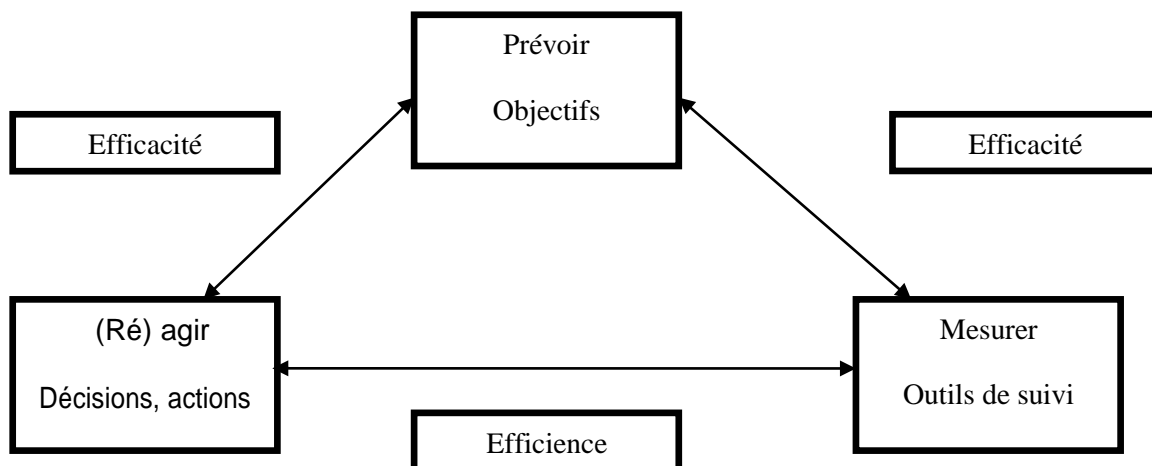 Prévoir
Objectifs
Efficacité
Efficacité
(Ré) agir
Décisions, actions
Mesurer
Outils de suivi
Efficience